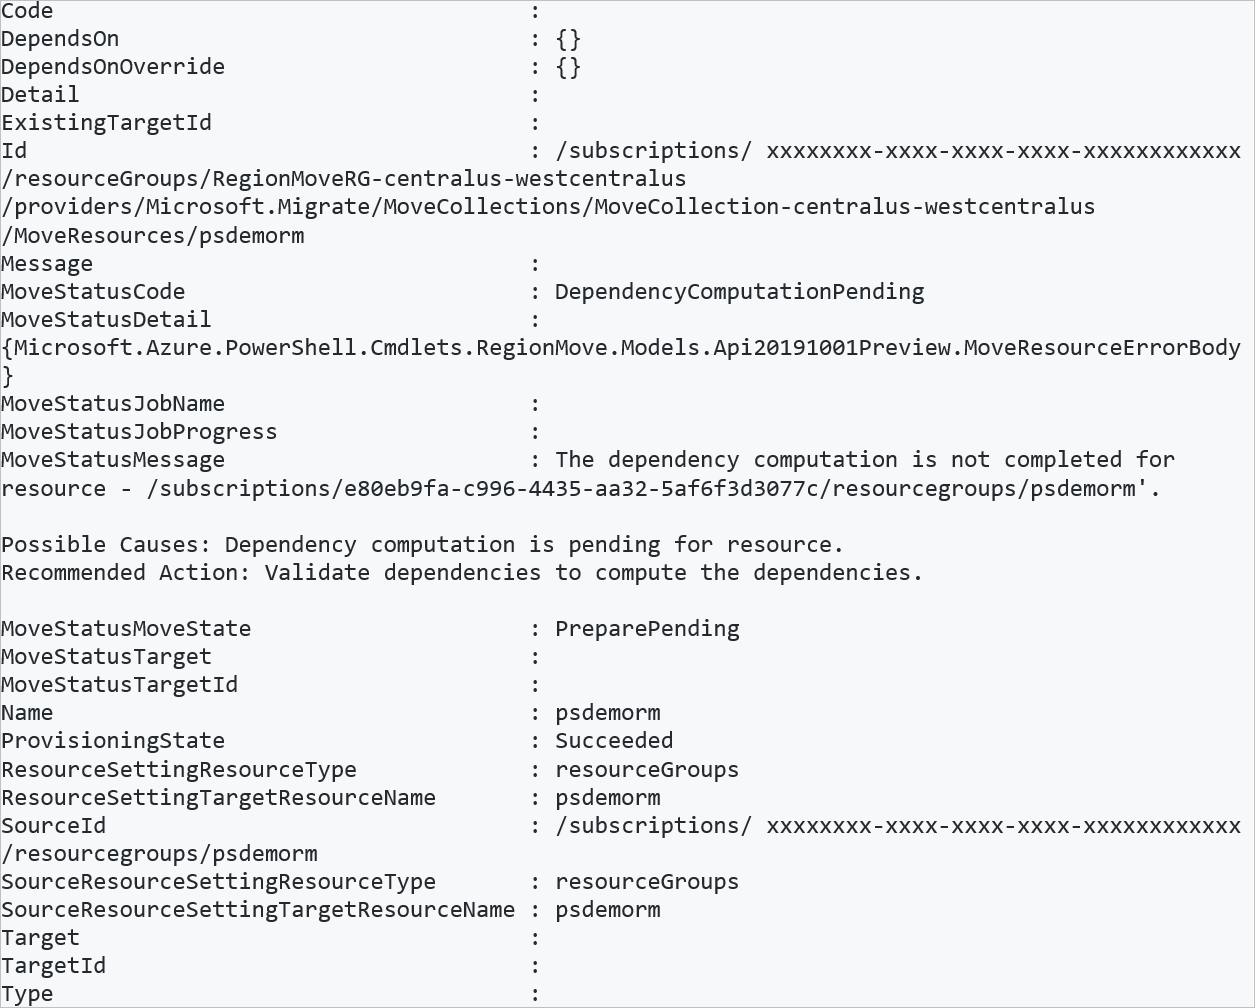 Code                                    :
DependsOn                               : {}
DependsOnOverride                       : {}
Detail                                  :
ExistingTargetId                        :
Id                                      : /subscriptions/ xxxxxxxx-xxxx-xxxx-xxxx-xxxxxxxxxxxx
/resourceGroups/RegionMoveRG-centralus-westcentralus
/providers/Microsoft.Migrate/MoveCollections/MoveCollection-centralus-westcentralus
/MoveResources/psdemorm
Message                                 :
MoveStatusCode                          : DependencyComputationPending
MoveStatusDetail                        :
{Microsoft.Azure.PowerShell.Cmdlets.RegionMove.Models.Api20191001Preview.MoveResourceErrorBody
}
MoveStatusJobName                       :
MoveStatusJobProgress                   :
MoveStatusMessage                       : The dependency computation is not completed for
resource - /subscriptions/e80eb9fa-c996-4435-aa32-5af6f3d3077c/resourcegroups/psdemorm'.
Possible Causes: Dependency computation is pending for resource.
Recommended Action: Validate dependencies to compute the dependencies.
MoveStatusMoveState                     : PreparePending
MoveStatusTarget                        :
MoveStatusTargetId                      :
Name                                    : psdemorm
ProvisioningState                       : Succeeded
ResourceSettingResourceType             : resourceGroups
ResourceSettingTargetResourceName       : psdemorm
SourceId                                : /subscriptions/ xxxxxxxx-xxxx-xxxx-xxxx-xxxxxxxxxxxx
/resourcegroups/psdemorm
SourceResourceSettingResourceType       : resourceGroups
SourceResourceSettingTargetResourceName : psdemorm
Target                                  :
TargetId                                :
Type                                    :